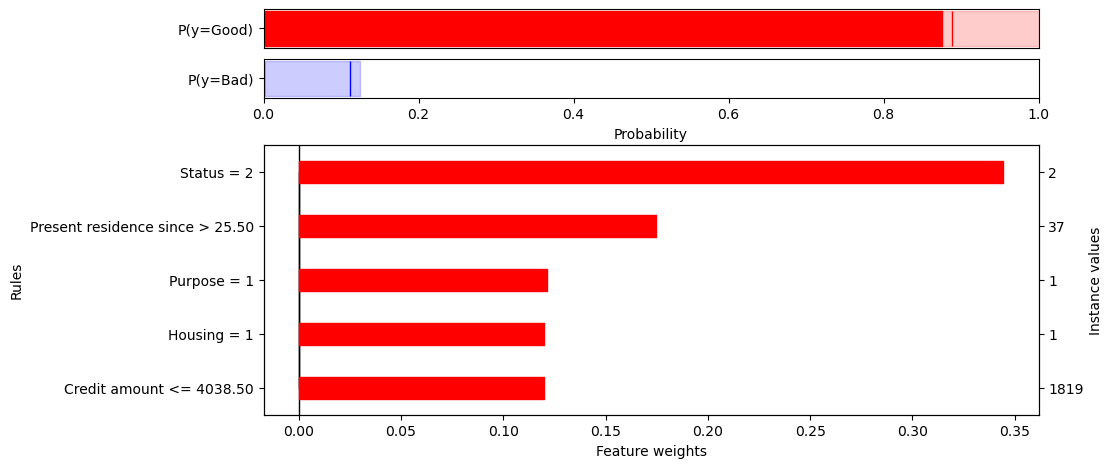 P(y=Good)
P(y=Bad)
0.0 0.2 0.4 0.6 0.8 1.0
Probability
Rules
Status = 2 2
Present residence since > 25.50 37
Purpose = 1 1
Housing = 1 1
Credit amount <= 4038.50 1819
Instance values
0.00 0.05 0.10 0.15 0.20 0.25 0.30 0.35
Feature weights